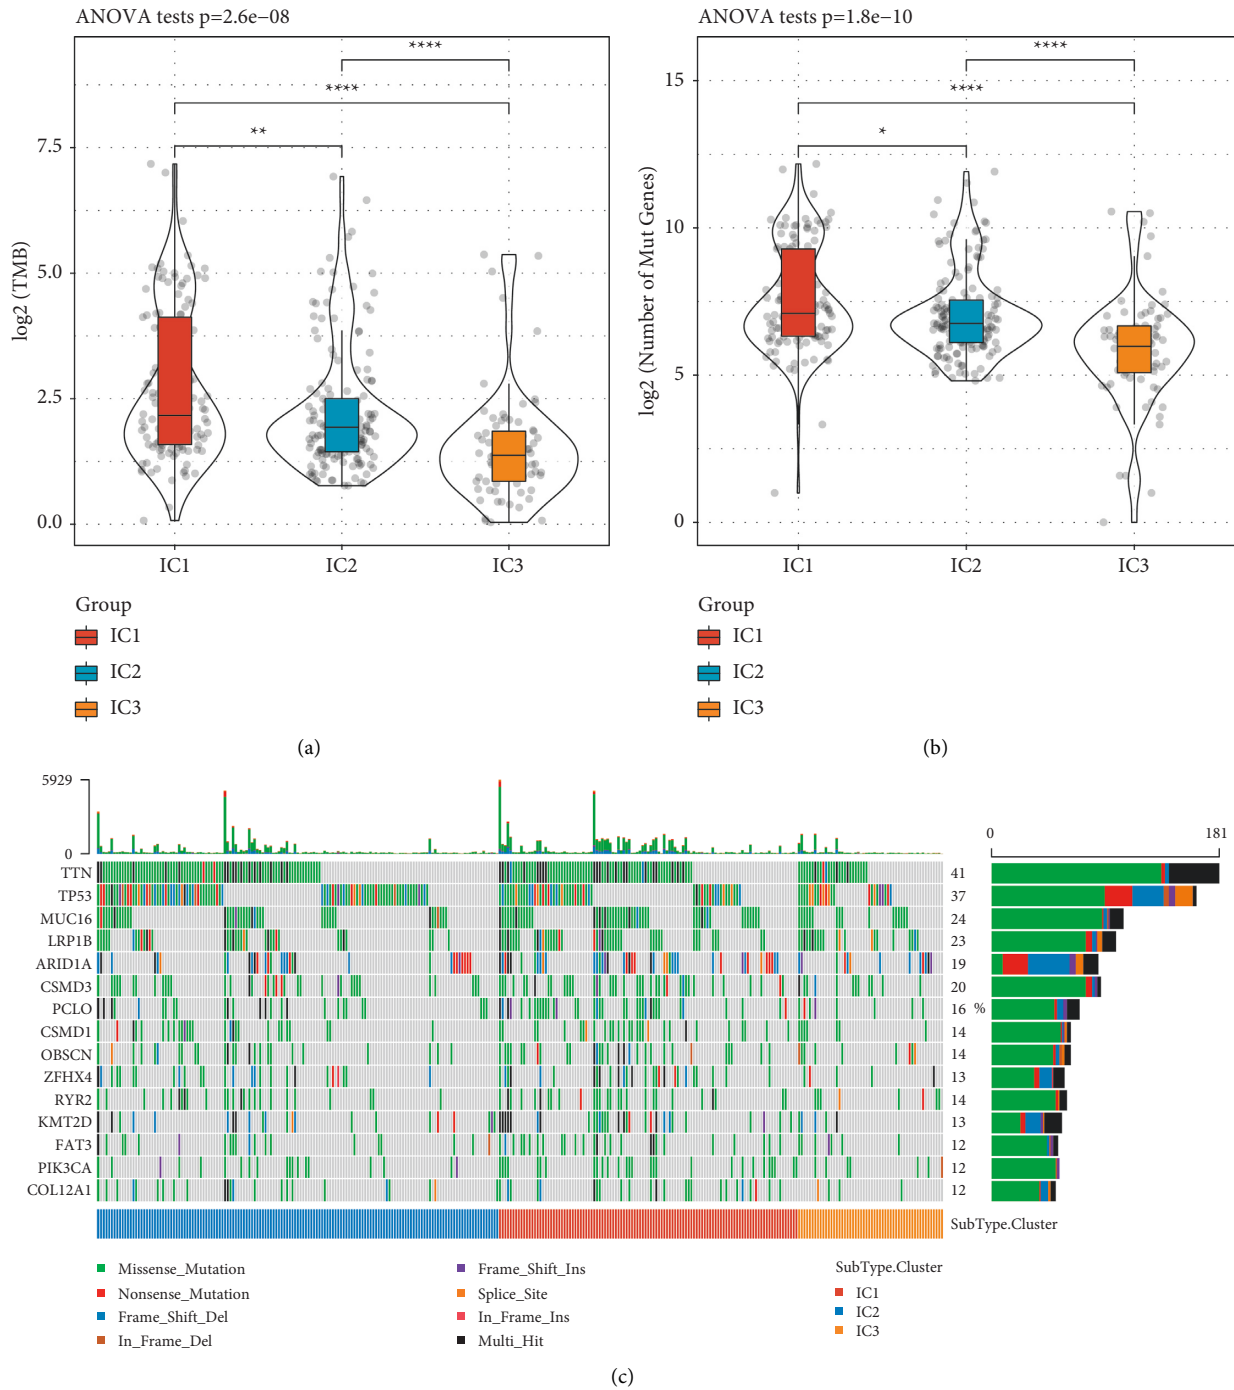 ANOVA tests p=2.6e−08
****
****
**
7.5
5.0
2.5
0.0
log2 (TMB)
IC1 IC2 IC3
Group
IC1
IC2
IC3
(a)
ANOVA tests p=1.8e−10
****
****
*
15
10
5
0
log2 (Number of Mut Genes)
IC1 IC2 IC3
Group
IC1
IC2
IC3
(b)
5929
0
0 181
TTN 41
TP53 37
MUC16 24
LRP1B 23
ARID1A 19
CSMD3 20
PCLO 16 %
CSMD1 14
OBSCN 14
ZFHX4 13
RYR2 14
KMT2D 13
FAT3 12
PIK3CA 12
COL12A1 12
SubType.Cluster
Missense_Mutation
Nonsense_Mutation
Frame_Shift_Del
In_Frame_Del
Frame_Shift_Ins
Splice_Site
In_Frame_Ins
Multi_Hit
SubType.Cluster
IC1
IC2
IC3
(c)